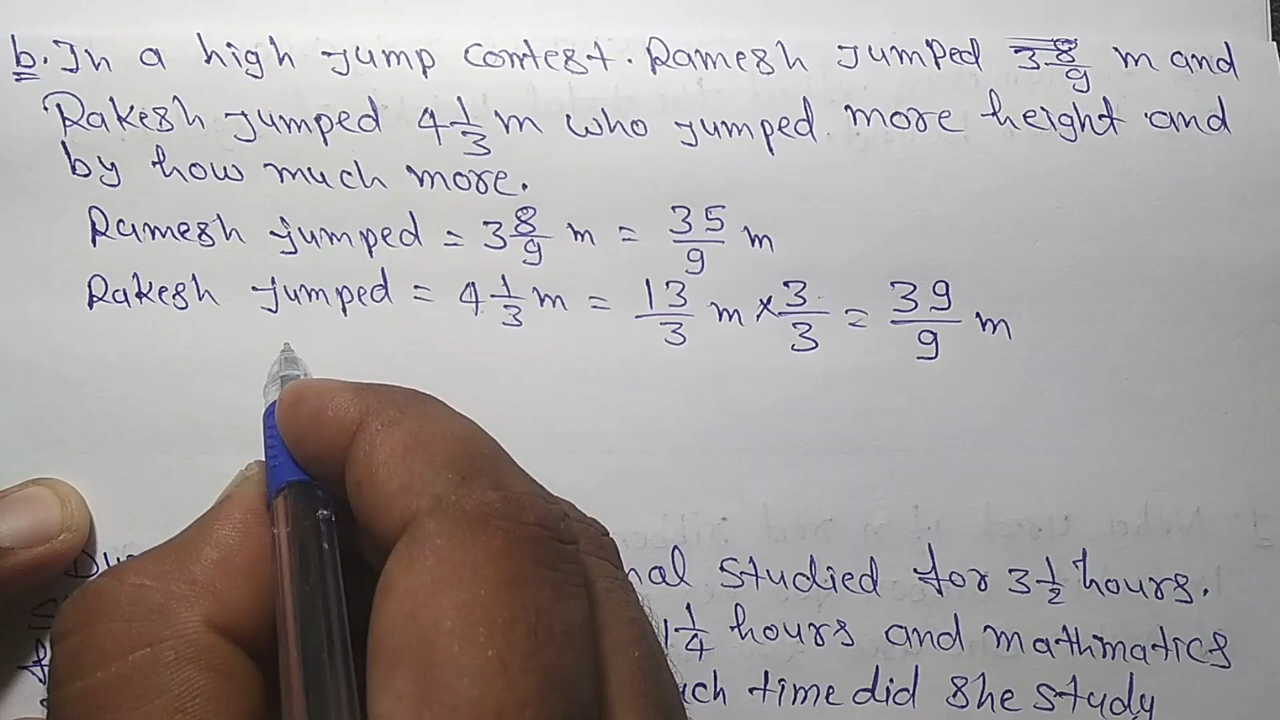 b. In a high jump contest. Ramesh jumped 3 8/9 m and
Rakesh jumped 4 1/3 m who jumped more height and
by how much more.
Ramesh jumped = 3 8/9 m = 35/9 m
Rakesh jumped = 4 1/3 m = 13/3 m × 3/3 = 39/9 m
studied for 3 1/2 hours.
1/4 hours and mathmatics
time did she study